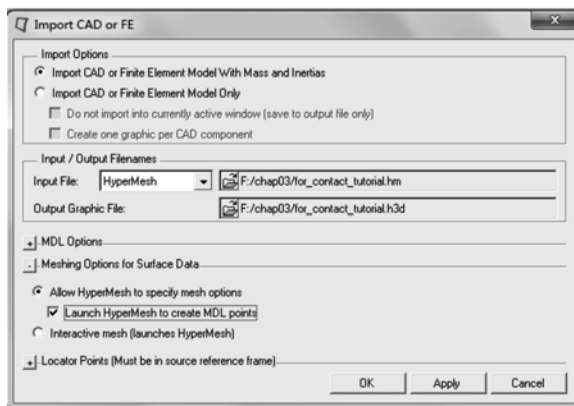 Import CAD or FE
Import Options
Import CAD or Finite Element Model With Mass and Inertias
Import CAD or Finite Element Model Only
Do not import into currently active window (save to output file only)
Create one graphic per CAD component
Input / Output Filenames
Input File: HyperMesh F:/chap03/for_contact_tutorial.hm
Output Graphic File: F:/chap03/for_contact_tutorial.h3d
MDL Options
Meshing Options for Surface Data
Allow HyperMesh to specify mesh options
Launch HyperMesh to create MDL points
Interactive mesh (launches HyperMesh)
Locator Points (Must be in source reference frame)
OK Apply Cancel